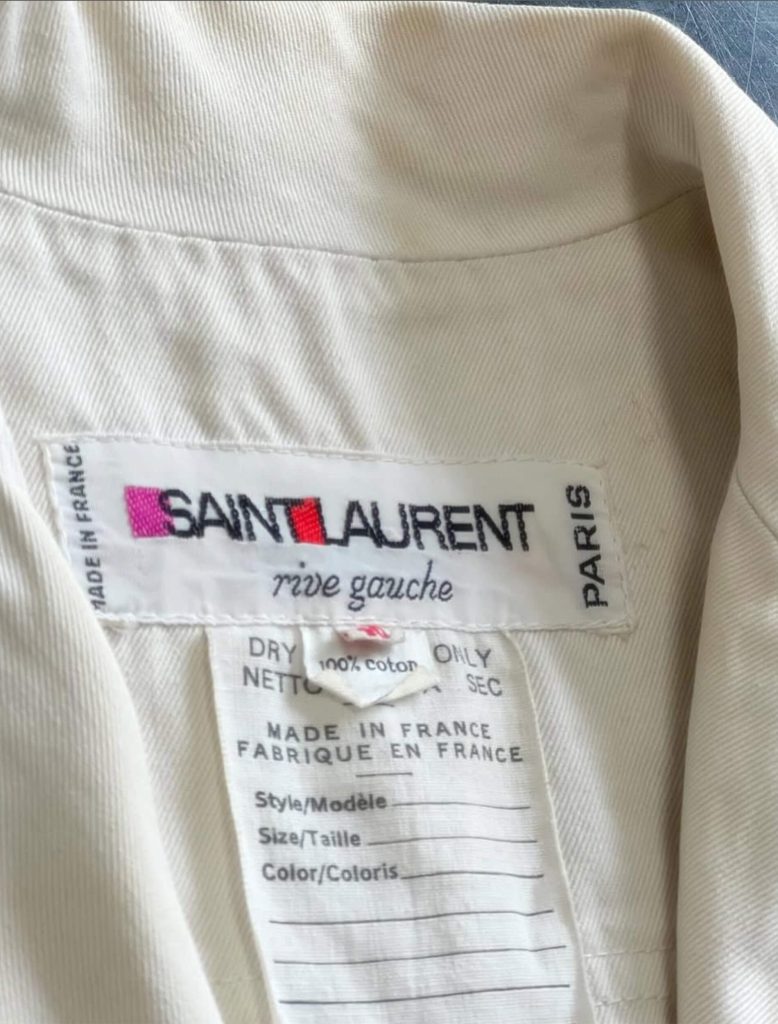 MADE IN FRANCE
SAINT LAURENT
rive gauche
PARIS
100% coton
DRY ONLY
SEC
MADE IN FRANCE
FABRIQUE EN FRANCE
Style/Modèle
Size/Taille
Color/Coloris